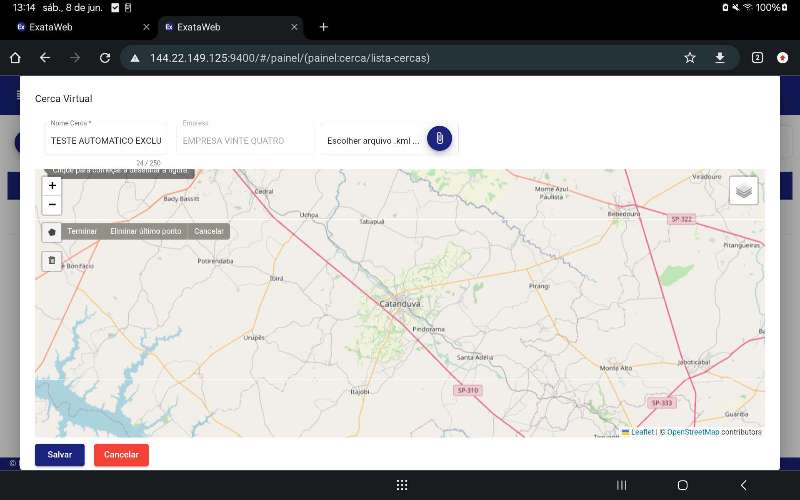 13:14 sáb., 8 de jun. 100%
ExataWeb
ExataWeb
144.22.149.125:9400/#/painel/(painel:cerca/lista-cercas)
2
Cerca Virtual
Nome Cerca *
TESTE AUTOMATICO EXCLU
24 / 250
Empresa
EMPRESA VINTE QUATRO
Escolher arquivo .kml ...
Clique para começar a desenhar a figura.
+
−
Terminar
Eliminar último ponto
Cancelar
Viradouro
Bady Bassitt
Cedral
Monte Azul
Paulista
Uchoa
Tabapuã
Bebedouro
SP-322
Pitangueiras
Bonifácio
Potirendaba
Ibirá
Pirangi
Catanduva
Pindorama
Urupês
Santa Adélia
Jaboticabal
Monte Alto
Itajobi
SP-310
SP-333
Guariba
Leaflet | © OpenStreetMap contributors
Salvar
Cancelar